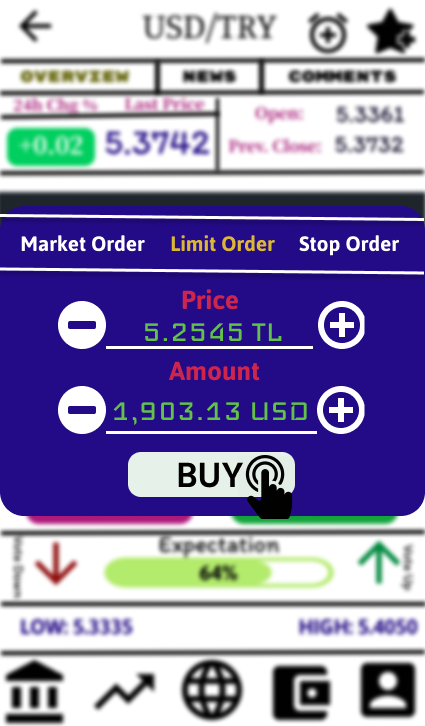 USD/TRY
OVERVIEW NEWS COMMENTS
24h Chg % Last Price
Open: 5.3361
+0.02 5.3742
Prev. Close: 5.3732
Market Order Limit Order Stop Order
Price
5.2545 TL
Amount
1,903.13 USD
BUY
Expectation
Vote Down
64%
Vote Up
LOW: 5.3335 HIGH: 5.4050